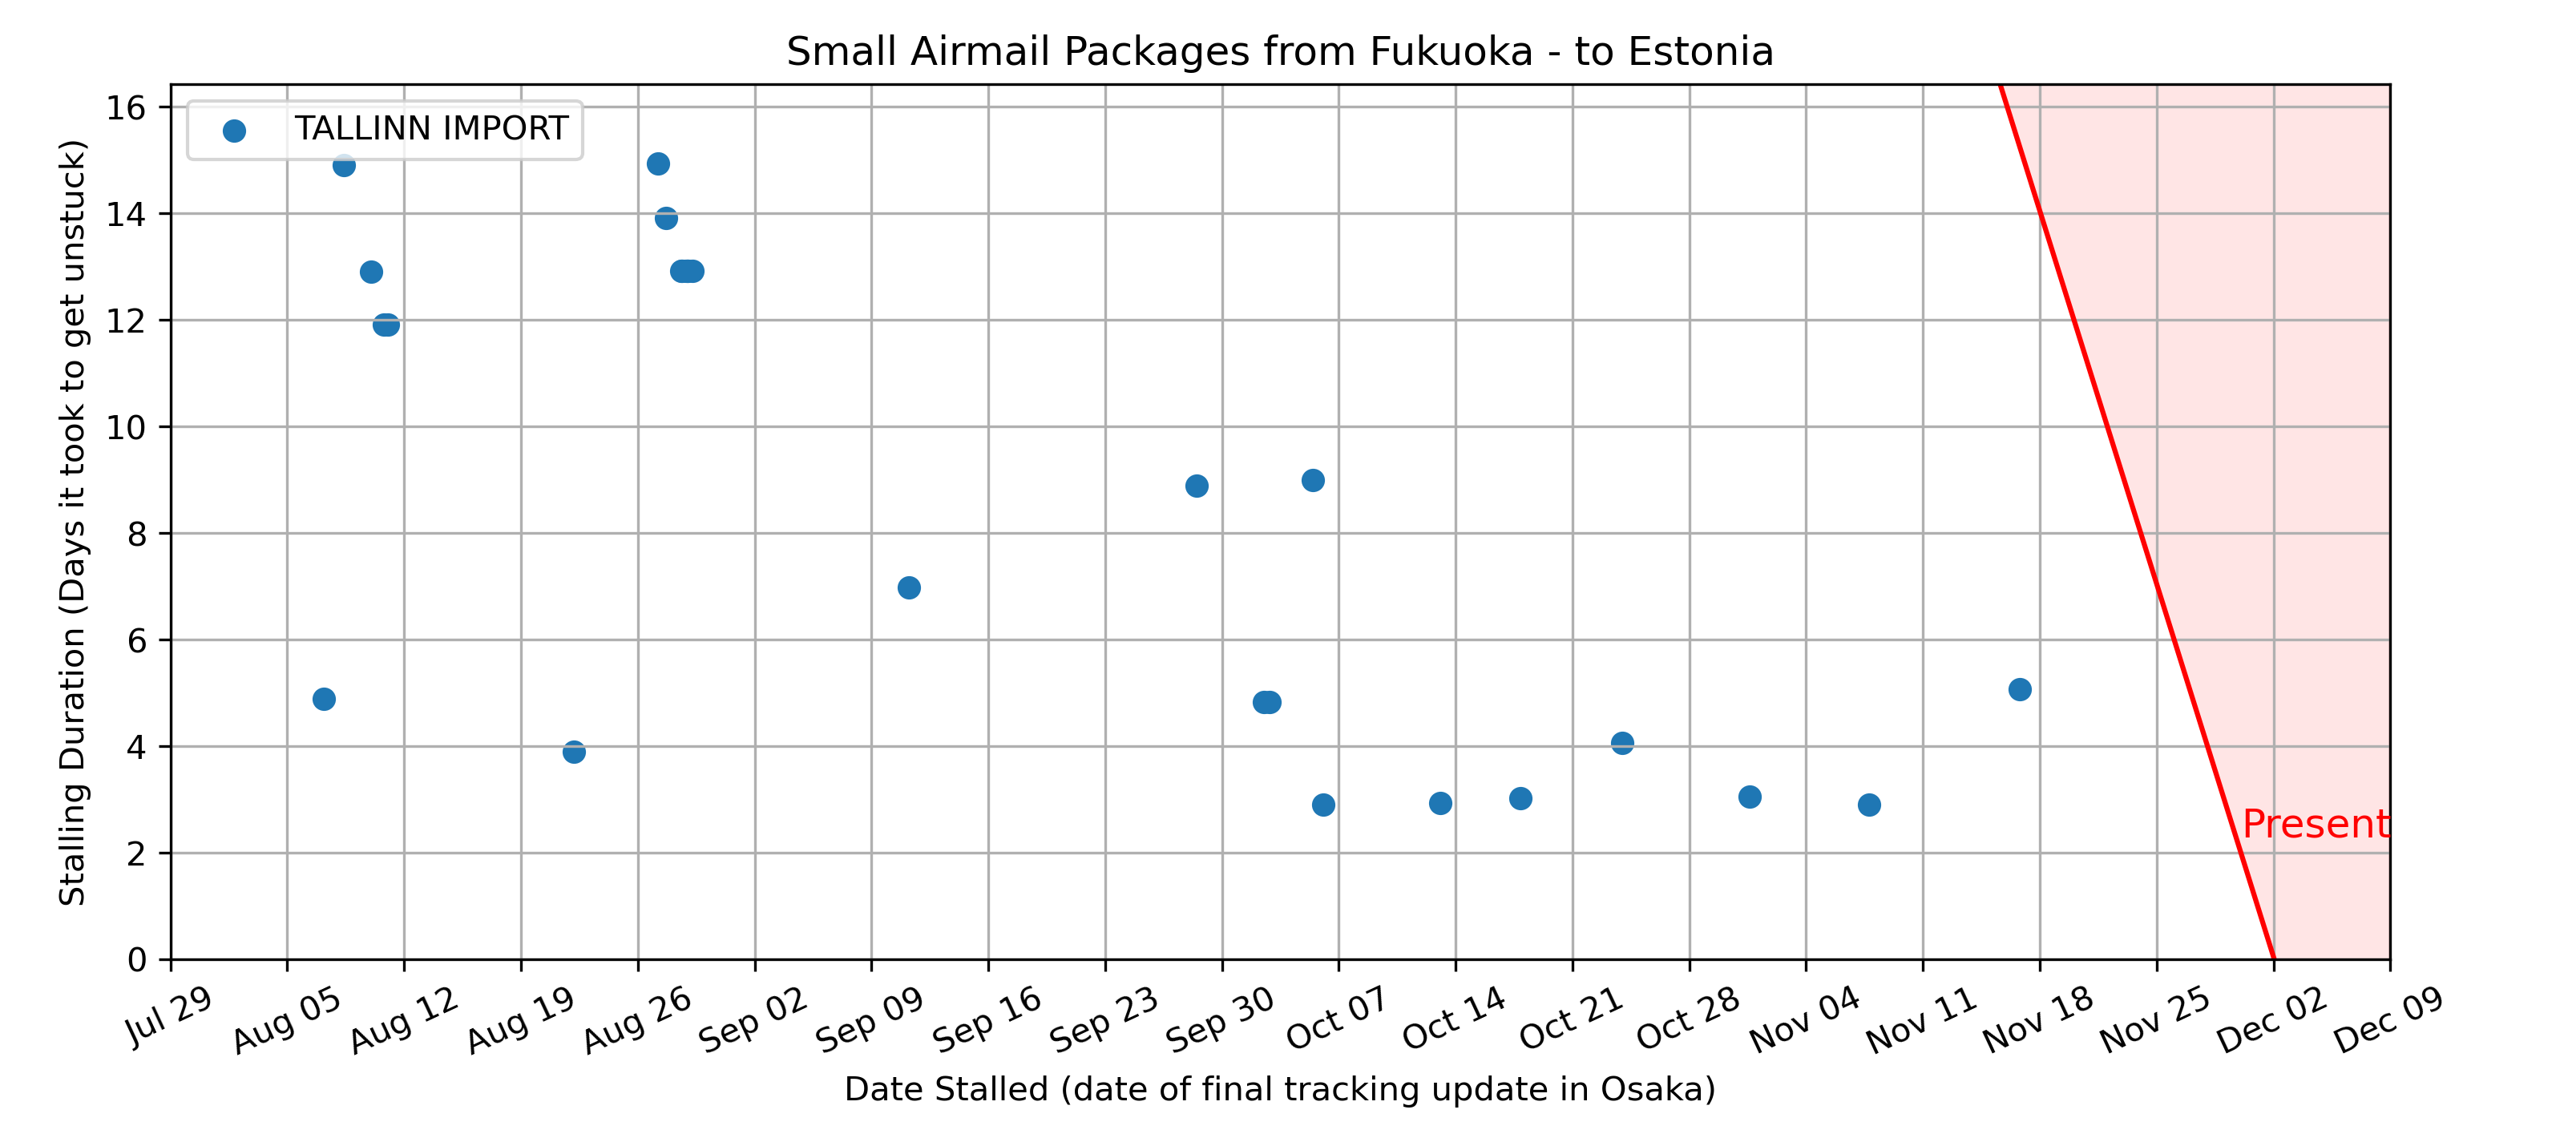 Small Airmail Packages from Fukuoka - to Estonia
TALLINN IMPORT
Stalling Duration (Days it took to get unstuck)
16
14
12
10
8
6
4
2
0
Present
Jul 29
Aug 05
Aug 12
Aug 19
Aug 26
Sep 02
Sep 09
Sep 16
Sep 23
Sep 30
Oct 07
Oct 14
Oct 21
Oct 28
Nov 04
Nov 11
Nov 18
Nov 25
Dec 02
Dec 09
Date Stalled (date of final tracking update in Osaka)